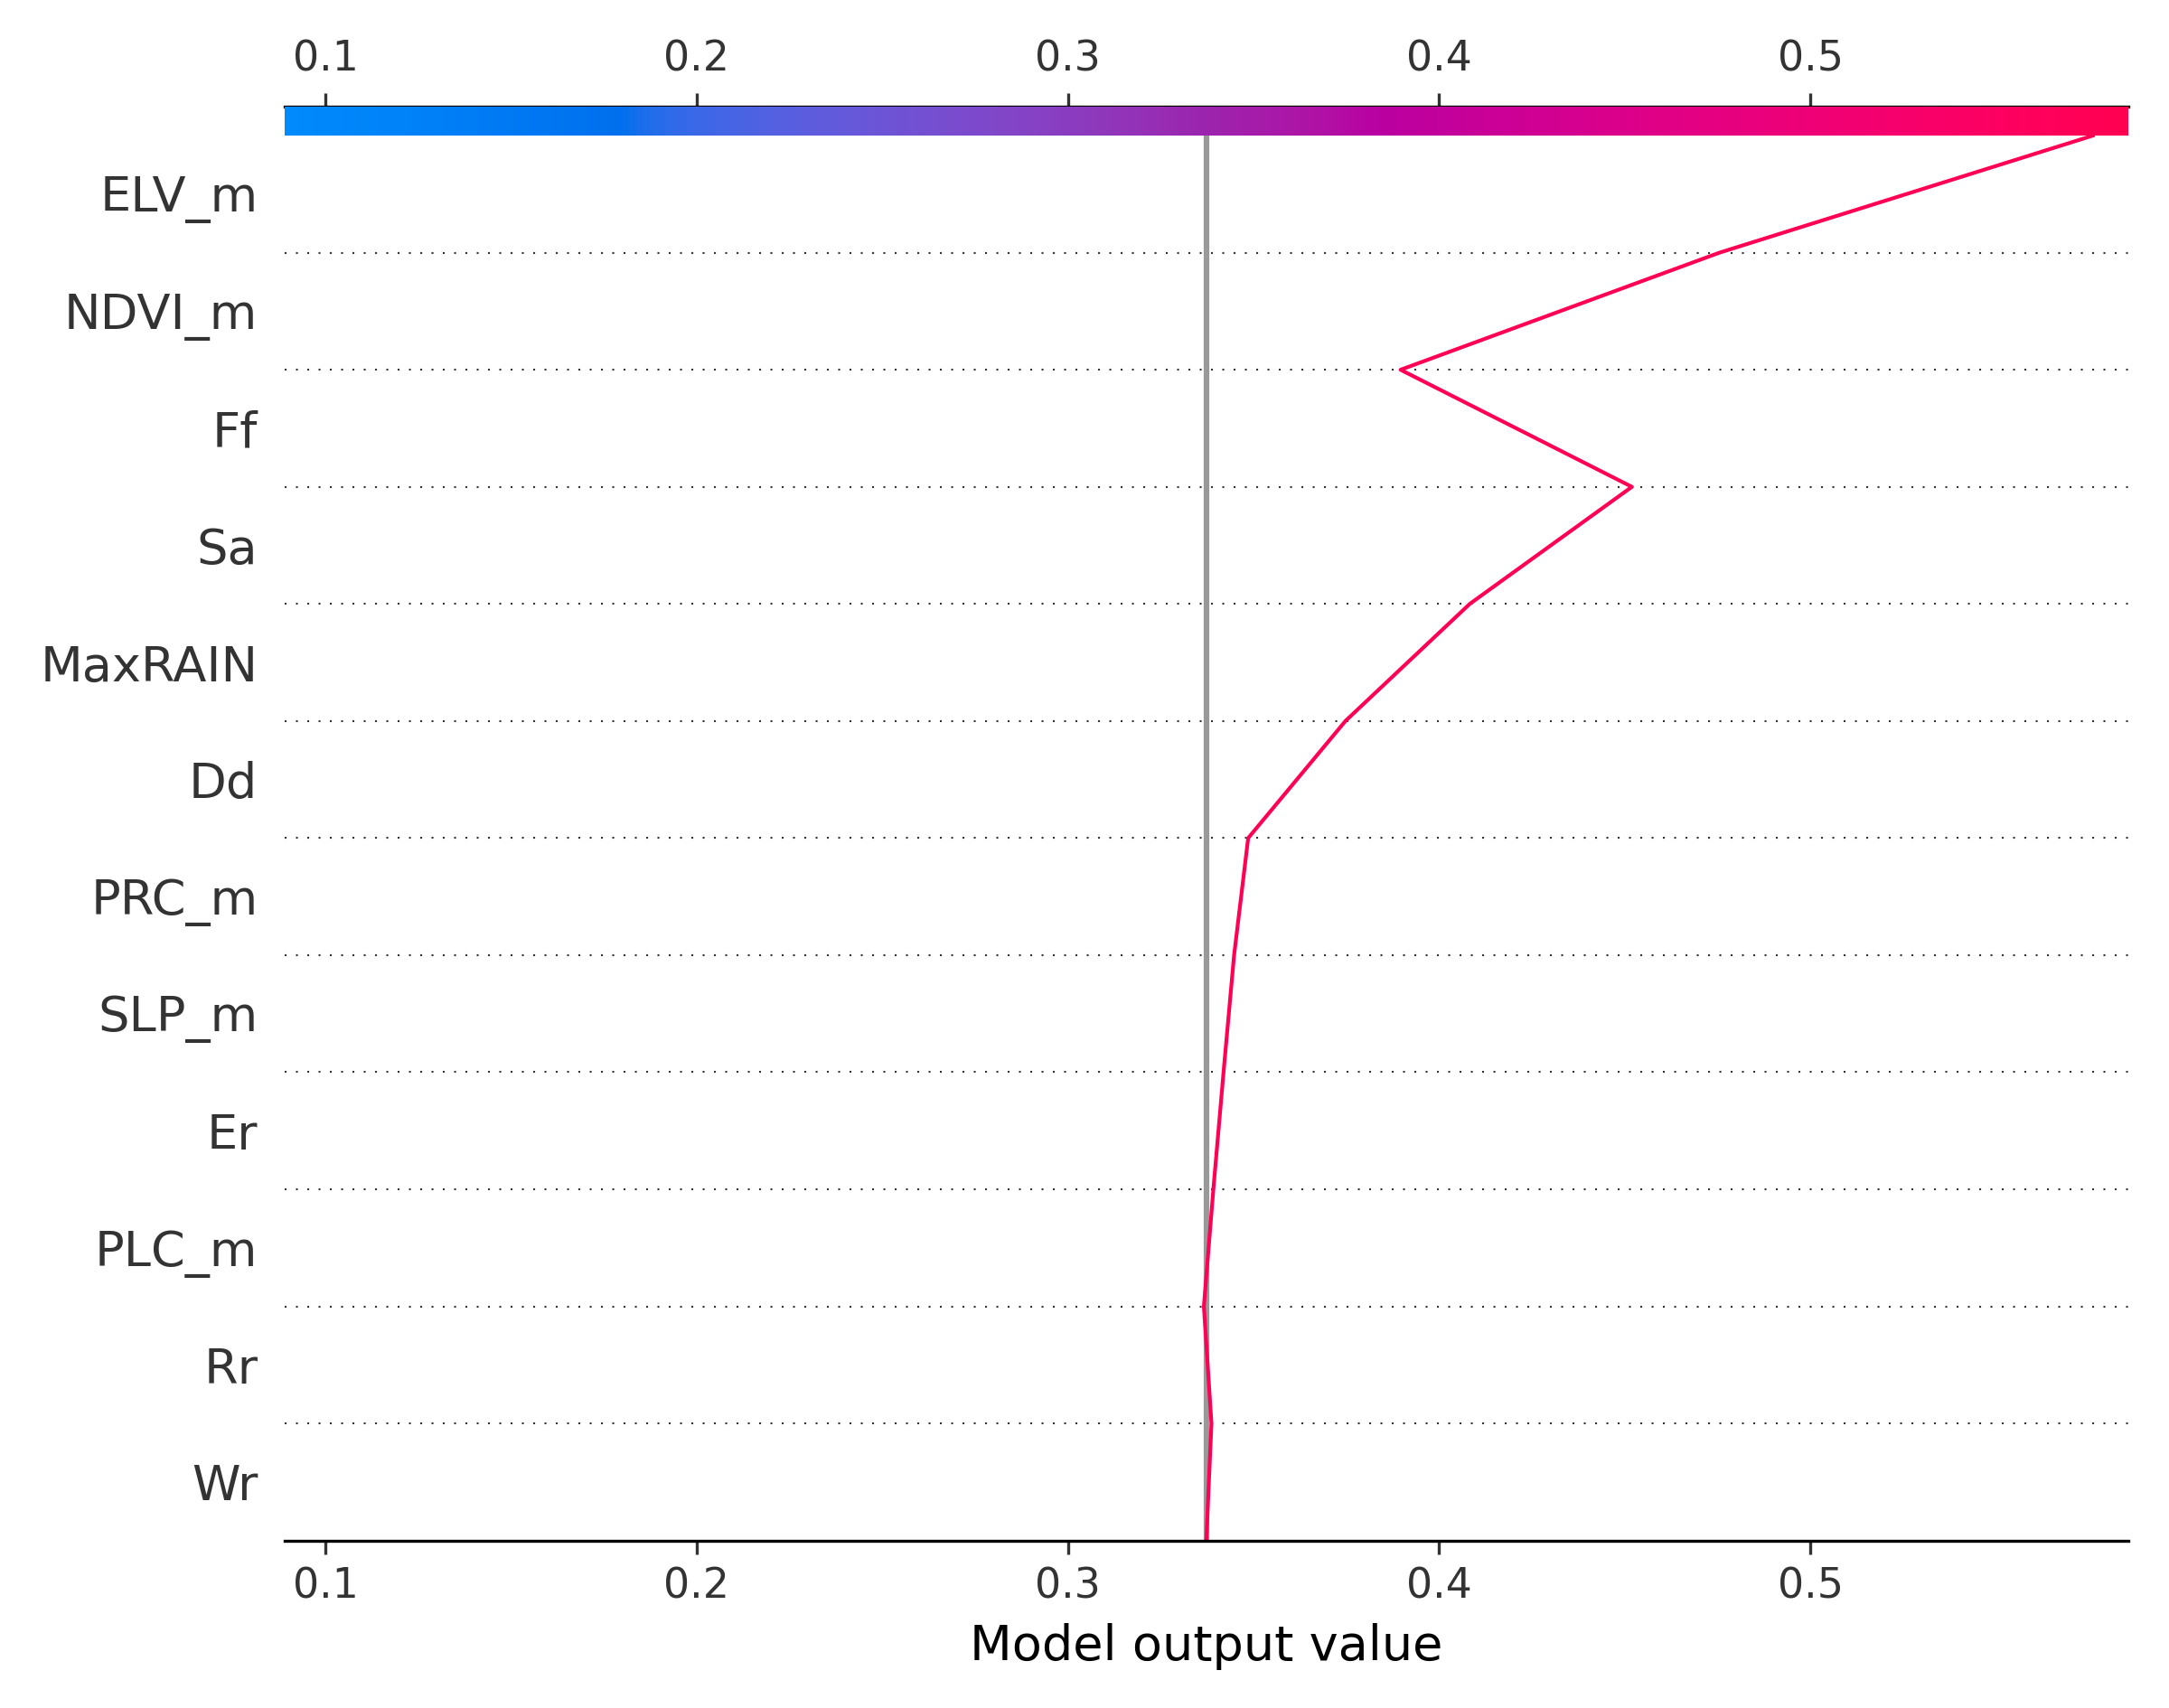 0.1 0.2 0.3 0.4 0.5
ELV_m
NDVI_m
Ff
Sa
MaxRAIN
Dd
PRC_m
SLP_m
Er
PLC_m
Rr
Wr
0.1 0.2 0.3 0.4 0.5
Model output value